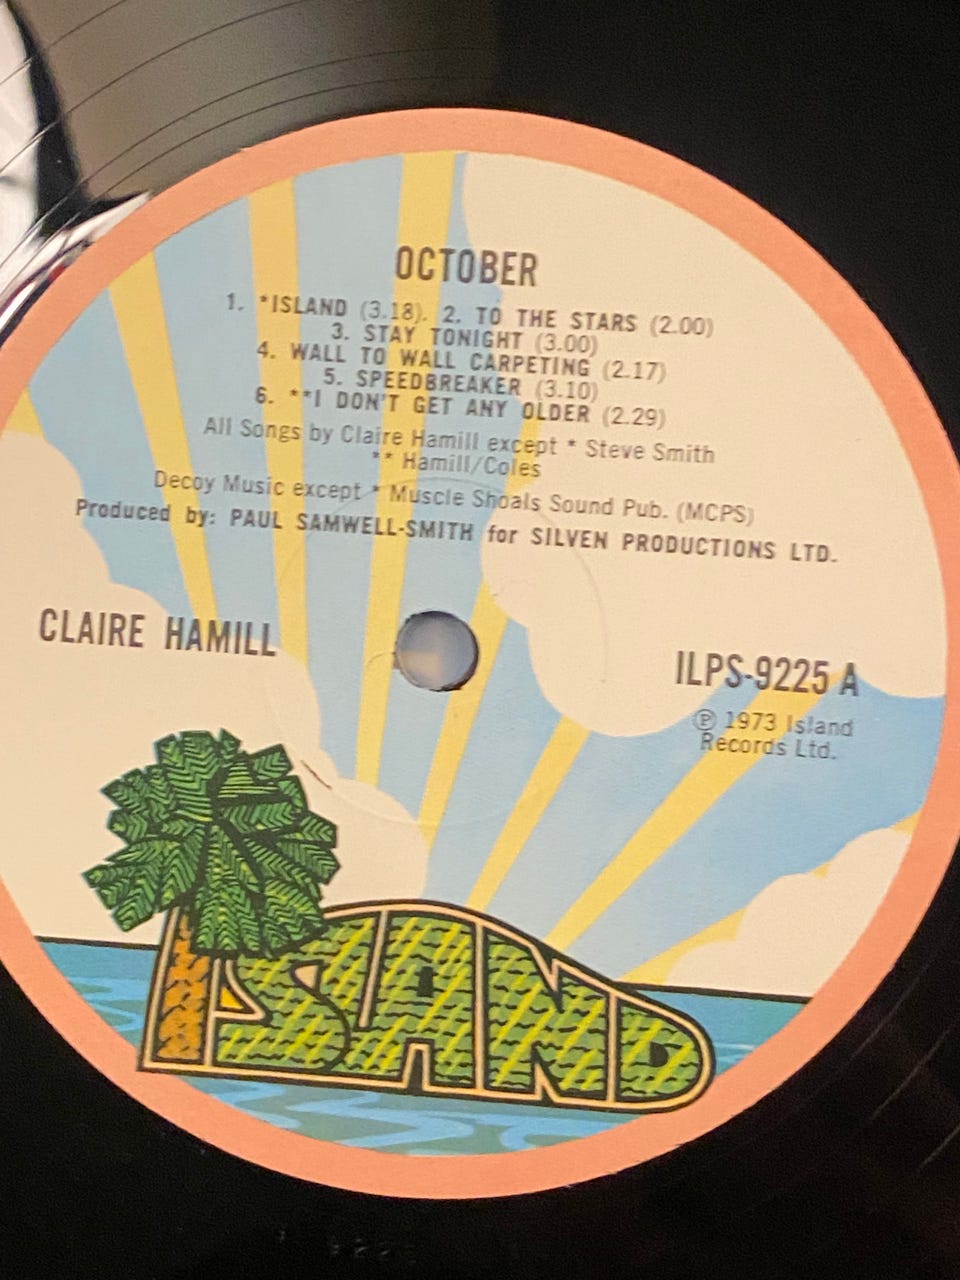 OCTOBER
1. *ISLAND (3.18). 2. TO THE STARS (2.00)
3. STAY TONIGHT (3.00)
4. WALL TO WALL CARPETING (2.17)
5. SPEEDBREAKER (3.10)
6. **I DON'T GET ANY OLDER (2.29)
All Songs by Claire Hamill except * Steve Smith
** Hamill/Coles
Decoy Music except * Muscle Shoals Sound Pub. (MCPS)
Produced by: PAUL SAMWELL-SMITH for SILVEN PRODUCTIONS LTD.
CLAIRE HAMILL
ILPS-9225 A
℗ 1973 Island
Records Ltd.
ISLAND